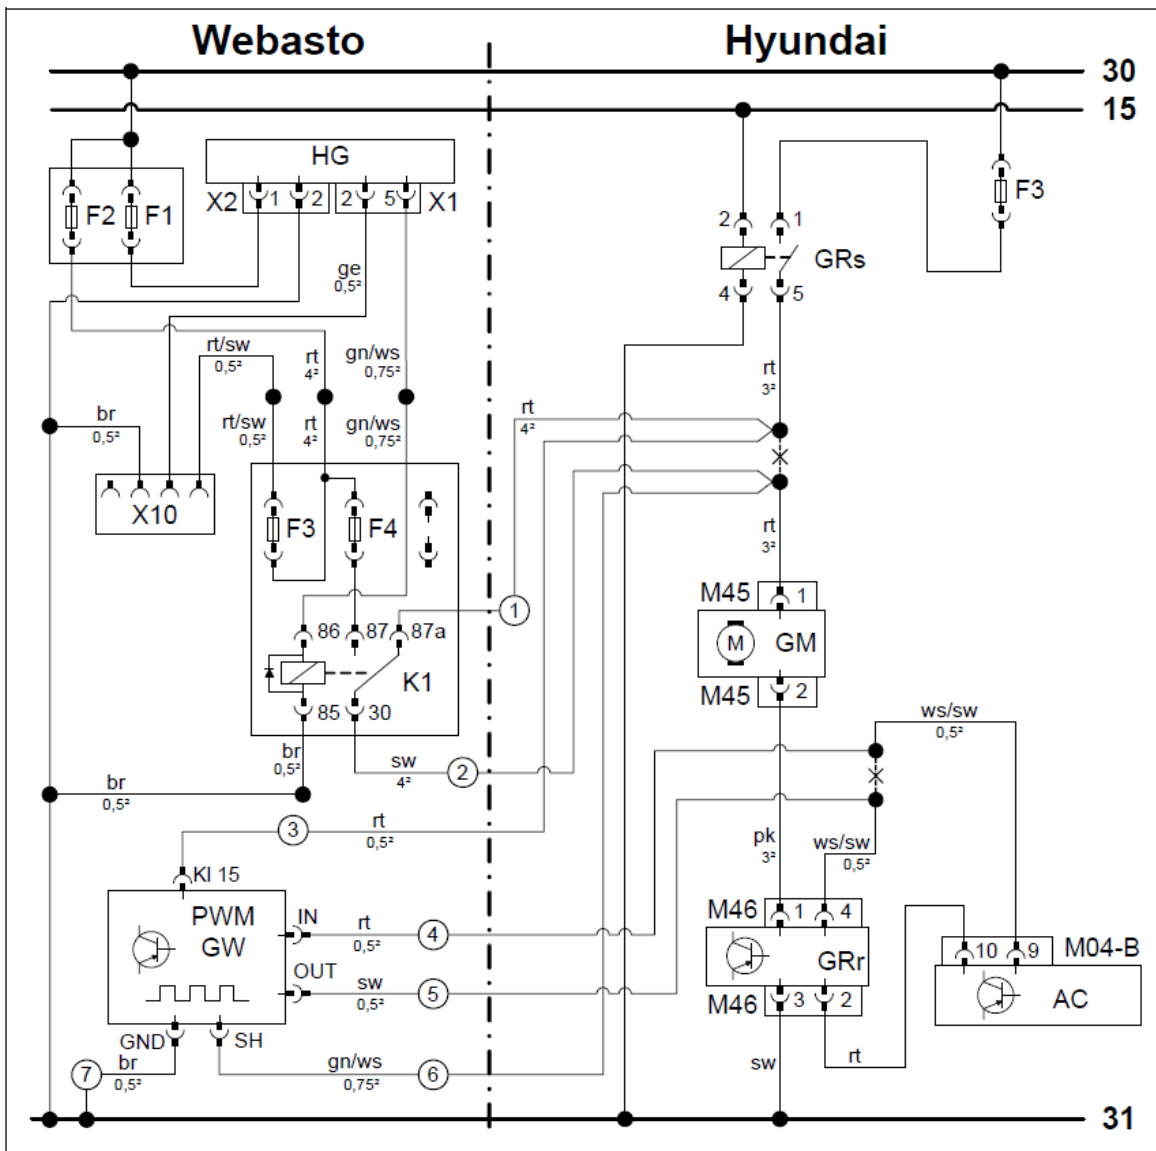 Webasto Hyundai
30
15
HG
X2 1 2 2 5 X1
F2 F1
F3
2 1
GRs
4 5
ge
0,5²
rt/sw
0,5²
rt
4²
gn/ws
0,75²
rt
3²
br
0,5²
rt/sw
0,5²
rt
4²
gn/ws
0,75²
rt
4²
X10
F3 F4
rt
3²
M45 1
1
M GM
M45 2
86 87 87a
K1
85 30
br
0,5²
sw
4²
2
ws/sw
0,5²
br
0,5²
3
rt
0,5²
pk
3²
ws/sw
0,5²
KI 15
PWM
GW
IN
rt
0,5²
4
M46 1 4
GRr
M46 3 2
10 9 M04-B
AC
OUT
sw
0,5²
5
GND SH
br
0,5²
7
gn/ws
0,75²
6
sw
rt
31